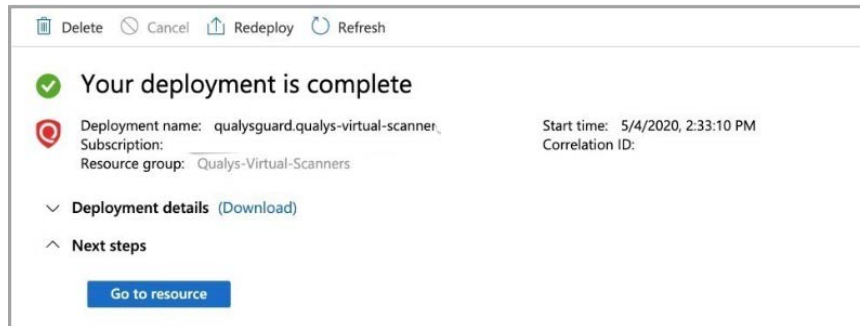 Delete Cancel Redeploy Refresh
Your deployment is complete
Deployment name: qualysguard.qualys-virtual-scanner Start time: 5/4/2020, 2:33:10 PM
Subscription: Correlation ID:
Resource group: Qualys-Virtual-Scanners
Deployment details (Download)
Next steps
Go to resource